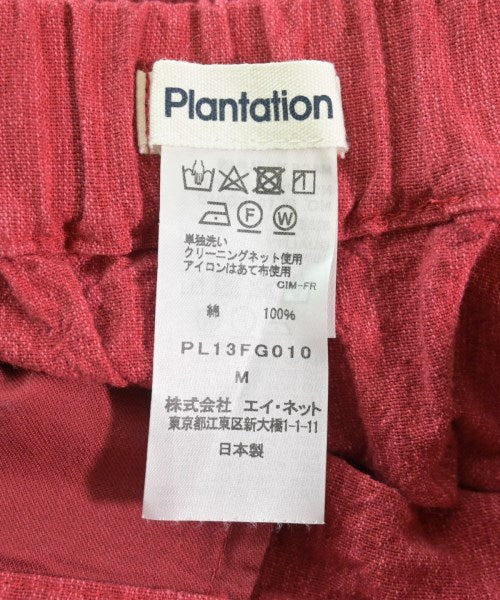 Plantation
F W
単独洗い
クリーニングネット使用
アイロンはあて布使用
CIM-FR
綿 100%
PL13FG010
M
株式会社 エイ・ネット
東京都江東区新大橋1-1-11
日本製